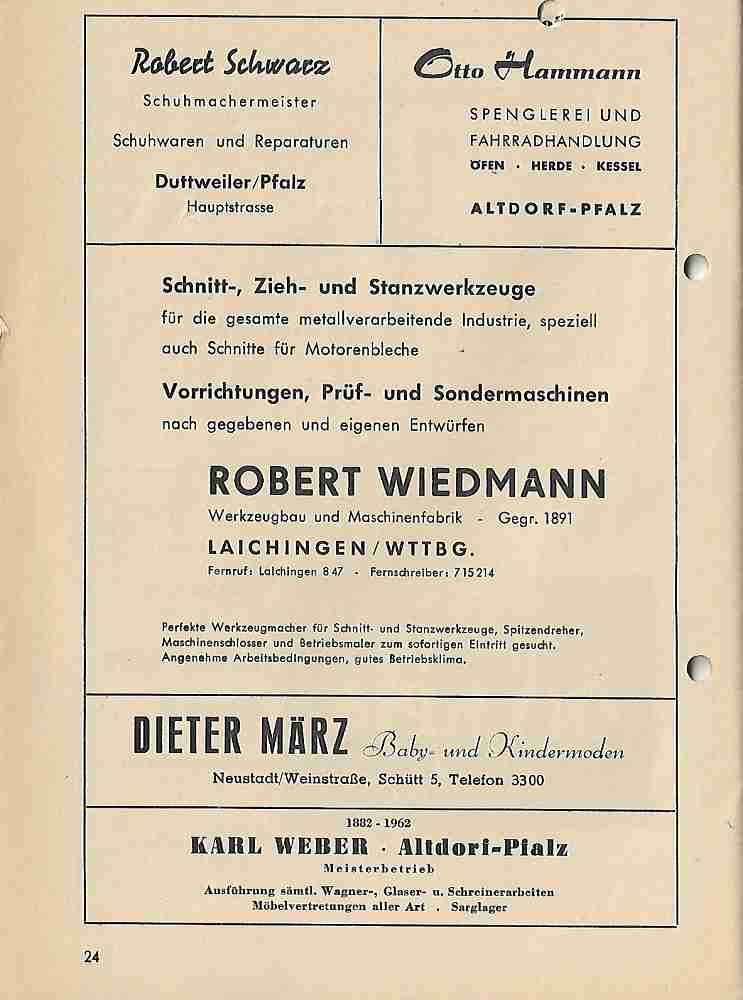 Robert Schwarz
Schuhmachermeister
Schuhwaren und Reparaturen
Duttweiler/Pfalz
Hauptstrasse
Otto Hammann
SPENGLEREI UND
FAHRRADHANDLUNG
ÖFEN · HERDE · KESSEL
ALTDORF-PFALZ
Schnitt-, Zieh- und Stanzwerkzeuge
für die gesamte metallverarbeitende Industrie, speziell
auch Schnitte für Motorenbleche
Vorrichtungen, Prüf- und Sondermaschinen
nach gegebenen und eigenen Entwürfen
ROBERT WIEDMANN
Werkzeugbau und Maschinenfabrik - Gegr. 1891
LAICHINGEN/WTTBG.
Fernruf: Laichingen 847 - Fernschreiber: 715214
Perfekte Werkzeugmacher für Schnitt- und Stanzwerkzeuge, Spitzendreher,
Maschinenschlosser und Betriebsmaler zum sofortigen Eintritt gesucht.
Angenehme Arbeitsbedingungen, gutes Betriebsklima.
DIETER MÄRZ Baby- und Kindermoden
Neustadt/Weinstraße, Schütt 5, Telefon 3300
1882 - 1962
KARL WEBER · Altdorf-Pfalz
Meisterbetrieb
Ausführung sämtl. Wagner-, Glaser- u. Schreinerarbeiten
Möbelvertretungen aller Art . Sarglager
24